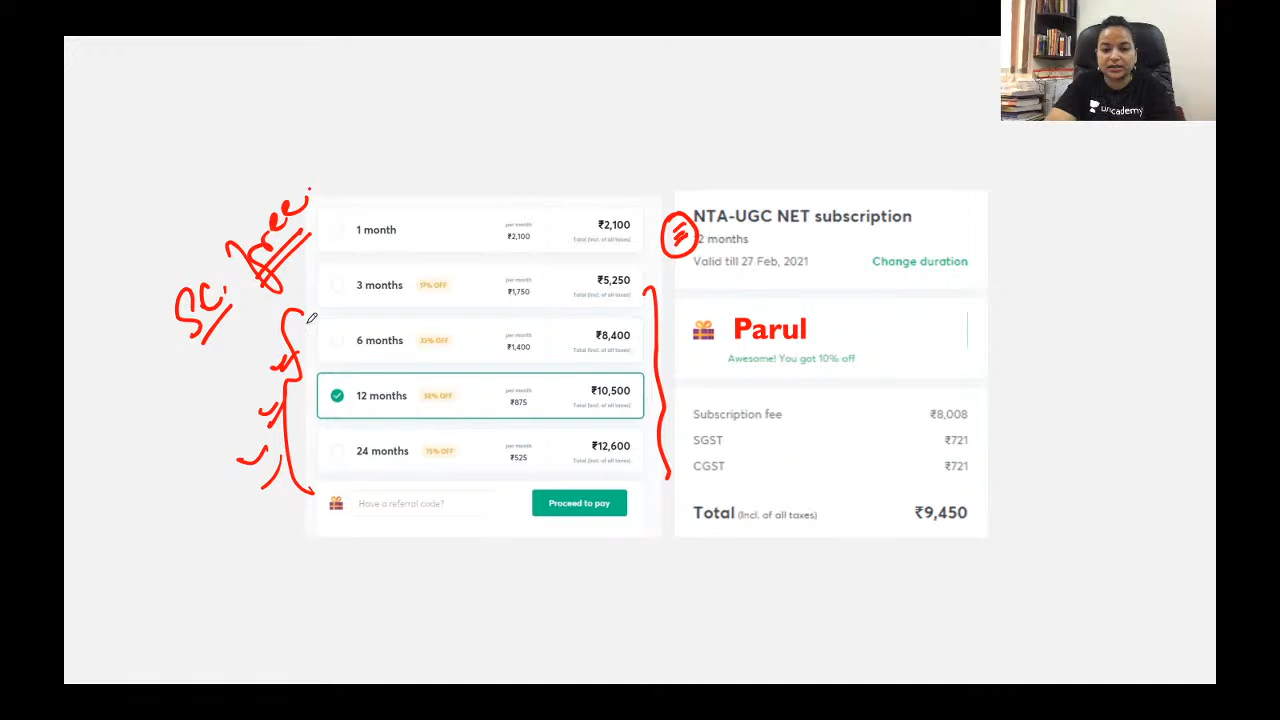 unacademy
SC. free.
1 month
per month
₹2,100
₹2,100
Total (Incl. of all taxes)
3 months
17% OFF
per month
₹1,750
₹5,250
Total (Incl. of all taxes)
6 months
33% OFF
per month
₹1,400
₹8,400
Total (Incl. of all taxes)
12 months
58% OFF
per month
₹875
₹10,500
Total (Incl. of all taxes)
24 months
75% OFF
per month
₹525
₹12,600
Total (Incl. of all taxes)
Have a referral code?
Proceed to pay
NTA-UGC NET subscription
2 months
Valid till 27 Feb, 2021
Change duration
Parul
Awesome! You got 10% off
Subscription fee
₹8,008
SGST
₹721
CGST
₹721
Total (Incl. of all taxes)
₹9,450